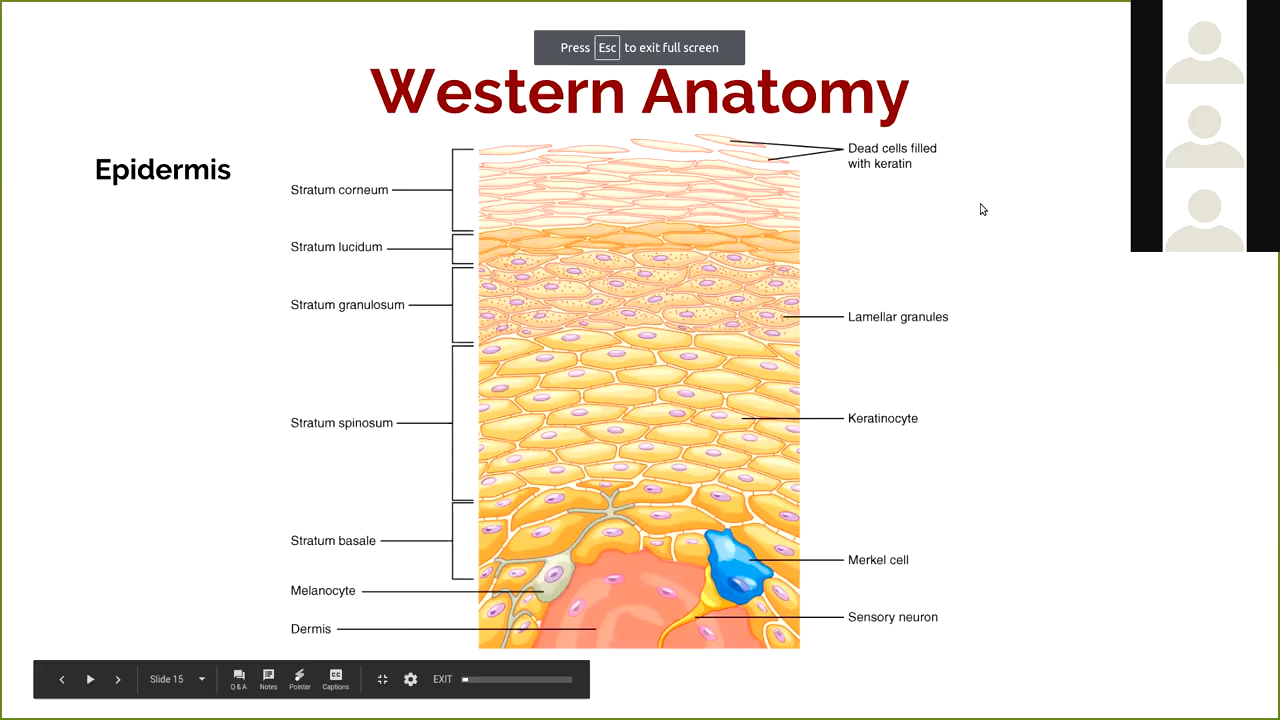 Press Esc to exit full screen
Western Anatomy
Epidermis
Dead cells filled
with keratin
Stratum corneum
Stratum lucidum
Stratum granulosum
Lamellar granules
Keratinocyte
Stratum spinosum
Stratum basale
Merkel cell
Melanocyte
Sensory neuron
Dermis
Slide 15
Q & A
Notes
Pointer
CC
Captions
EXIT